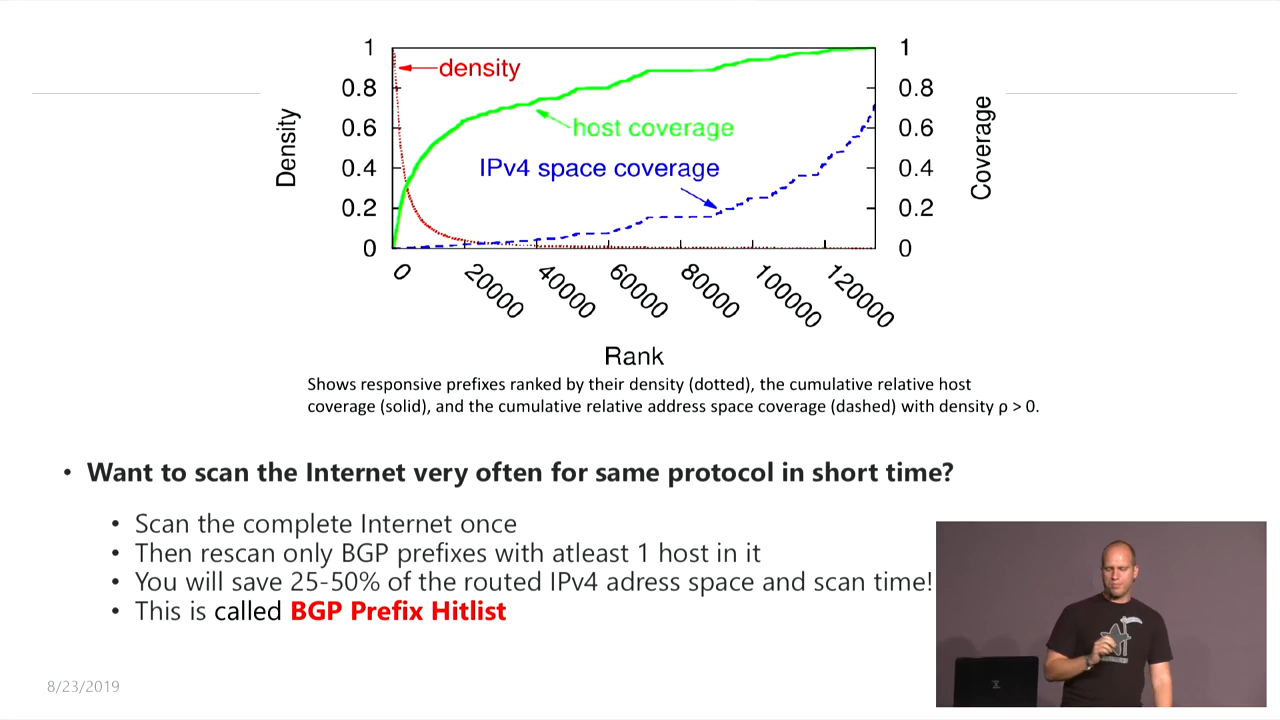 1
0.8
0.6
0.4
0.2
0
Density
density
host coverage
IPv4 space coverage
1
0.8
0.6
0.4
0.2
0
Coverage
0
20000
40000
60000
80000
100000
120000
Rank
Shows responsive prefixes ranked by their density (dotted), the cumulative relative host
coverage (solid), and the cumulative relative address space coverage (dashed) with density ρ > 0.
• Want to scan the Internet very often for same protocol in short time?
• Scan the complete Internet once
• Then rescan only BGP prefixes with atleast 1 host in it
• You will save 25-50% of the routed IPv4 adress space and scan time!
• This is called BGP Prefix Hitlist
8/23/2019